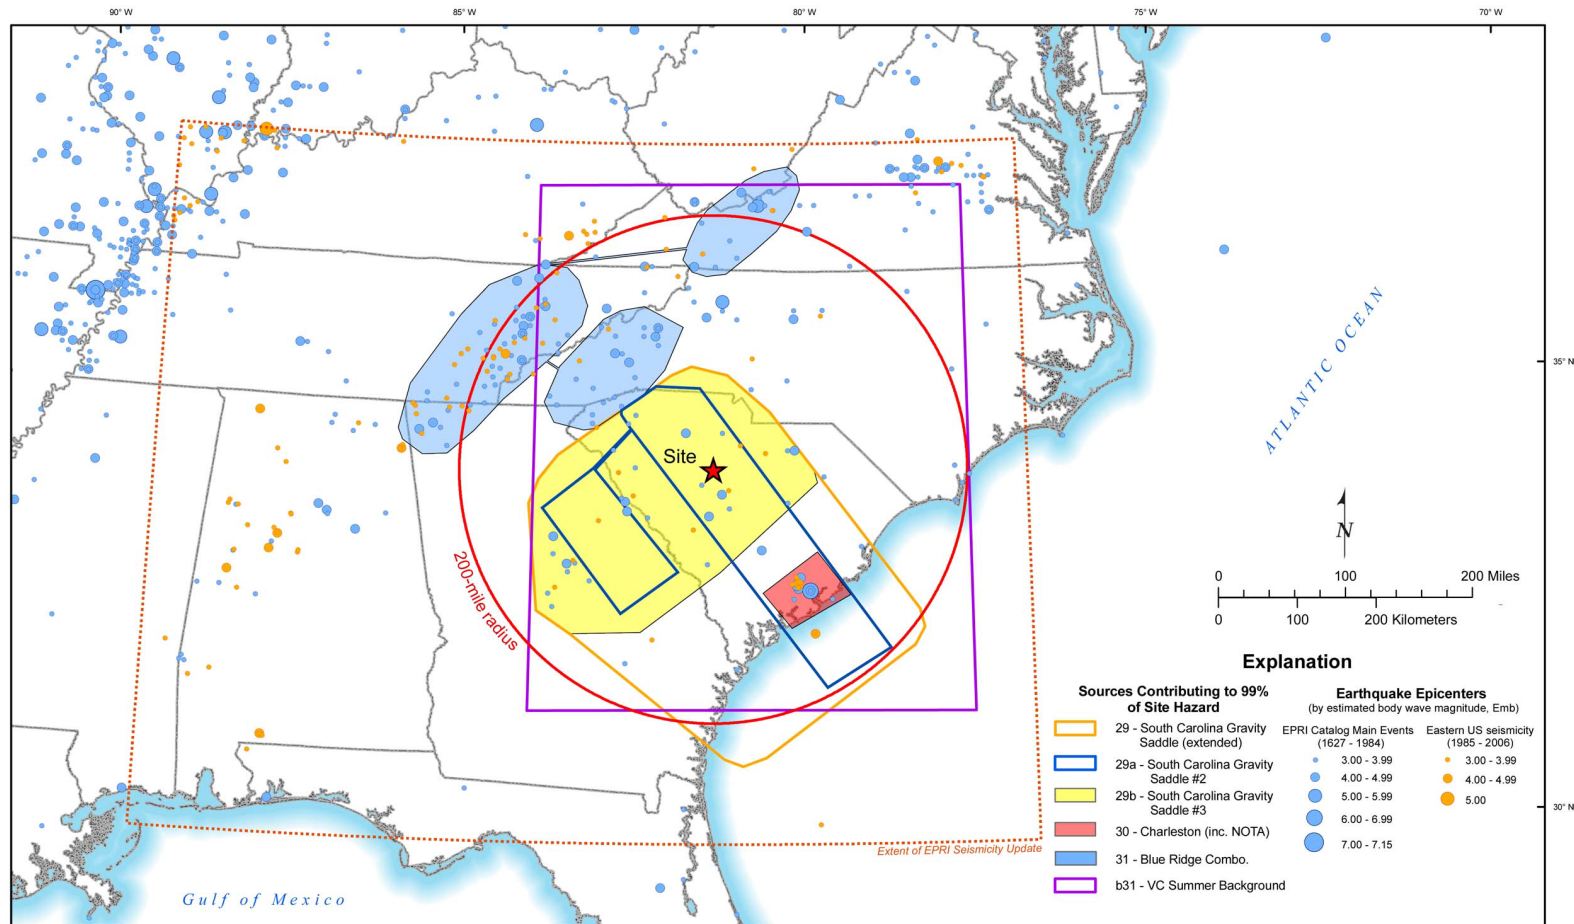 90° W
85° W
80° W
75° W
70° W
35° N
30° N
ATLANTIC OCEAN
Site
200-mile radius
N
0 100 200 Miles
0 100 200 Kilometers
Extent of EPRI Seismicity Update
Gulf of Mexico
Explanation
Sources Contributing to 99%
of Site Hazard
29 - South Carolina Gravity
Saddle (extended)
29a - South Carolina Gravity
Saddle #2
29b - South Carolina Gravity
Saddle #3
30 - Charleston (inc. NOTA)
31 - Blue Ridge Combo.
b31 - VC Summer Background
Earthquake Epicenters
(by estimated body wave magnitude, Emb)
EPRI Catalog Main Events
(1627 - 1984)
3.00 - 3.99
4.00 - 4.99
5.00 - 5.99
6.00 - 6.99
7.00 - 7.15
Eastern US seismicity
(1985 - 2006)
3.00 - 3.99
4.00 - 4.99
5.00